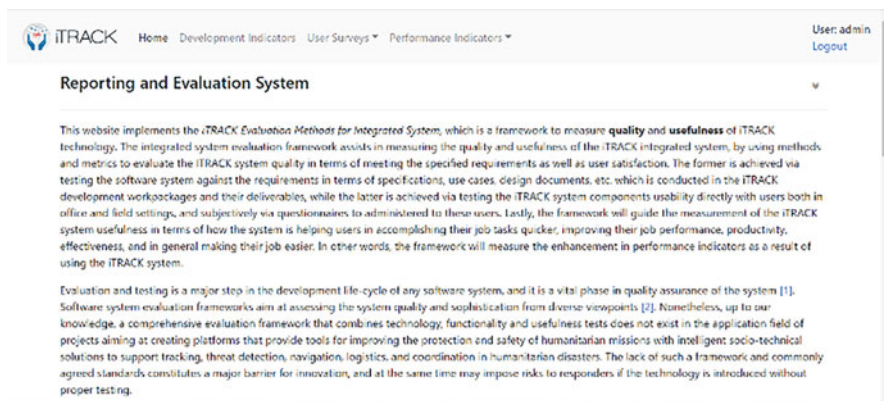 iTRACK Home Development Indicators User Surveys Performance Indicators
User: admin
Logout
Reporting and Evaluation System
This website implements the iTRACK Evaluation Methods for Integrated System, which is a framework to measure quality and usefulness of iTRACK
technology. The integrated system evaluation framework assists in measuring the quality and usefulness of the iTRACK integrated system, by using methods
and metrics to evaluate the iTRACK system quality in terms of meeting the specified requirements as well as user satisfaction. The former is achieved via
testing the software system against the requirements in terms of specifications, use cases, design documents, etc. which is conducted in the iTRACK
development workpackages and their deliverables, while the latter is achieved via testing the iTRACK system components usability directly with users both in
office and field settings, and subjectively via questionnaires to administered to these users. Lastly, the framework will guide the measurement of the iTRACK
system usefulness in terms of how the system is helping users in accomplishing their job tasks quicker, improving their job performance, productivity,
effectiveness, and in general making their job easier. In other words, the framework will measure the enhancement in performance indicators as a result of
using the iTRACK system.
Evaluation and testing is a major step in the development life-cycle of any software system, and it is a vital phase in quality assurance of the system [1].
Software system evaluation frameworks aim at assessing the system quality and sophistication from diverse viewpoints [2]. Nonetheless, up to our
knowledge, a comprehensive evaluation framework that combines technology, functionality and usefulness tests does not exist in the application field of
projects aiming at creating platforms that provide tools for improving the protection and safety of humanitarian missions with intelligent socio-technical
solutions to support tracking, threat detection, navigation, logistics, and coordination in humanitarian disasters. The lack of such a framework and commonly
agreed standards constitutes a major barrier for innovation, and at the same time may impose risks to responders if the technology is introduced without
proper testing.